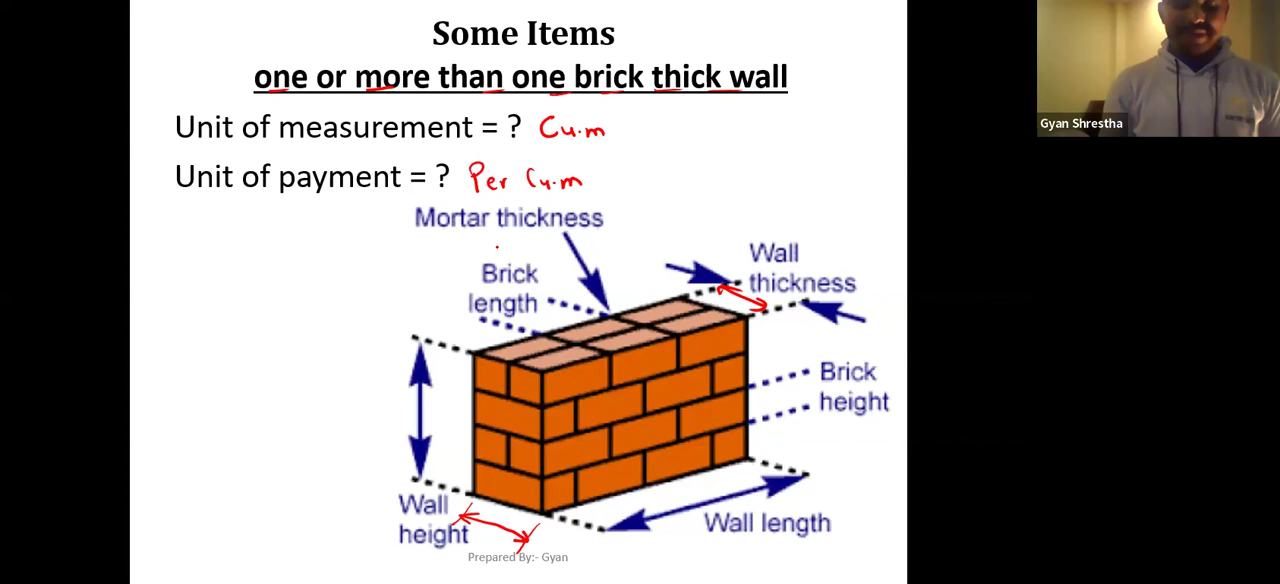 Some Items
one or more than one brick thick wall
Unit of measurement = ? Cu.m
Unit of payment = ? Per Cu.m
Mortar thickness
Brick
length
Wall
thickness
Brick
height
Wall
height
Wall length
Prepared By:- Gyan
Gyan Shrestha